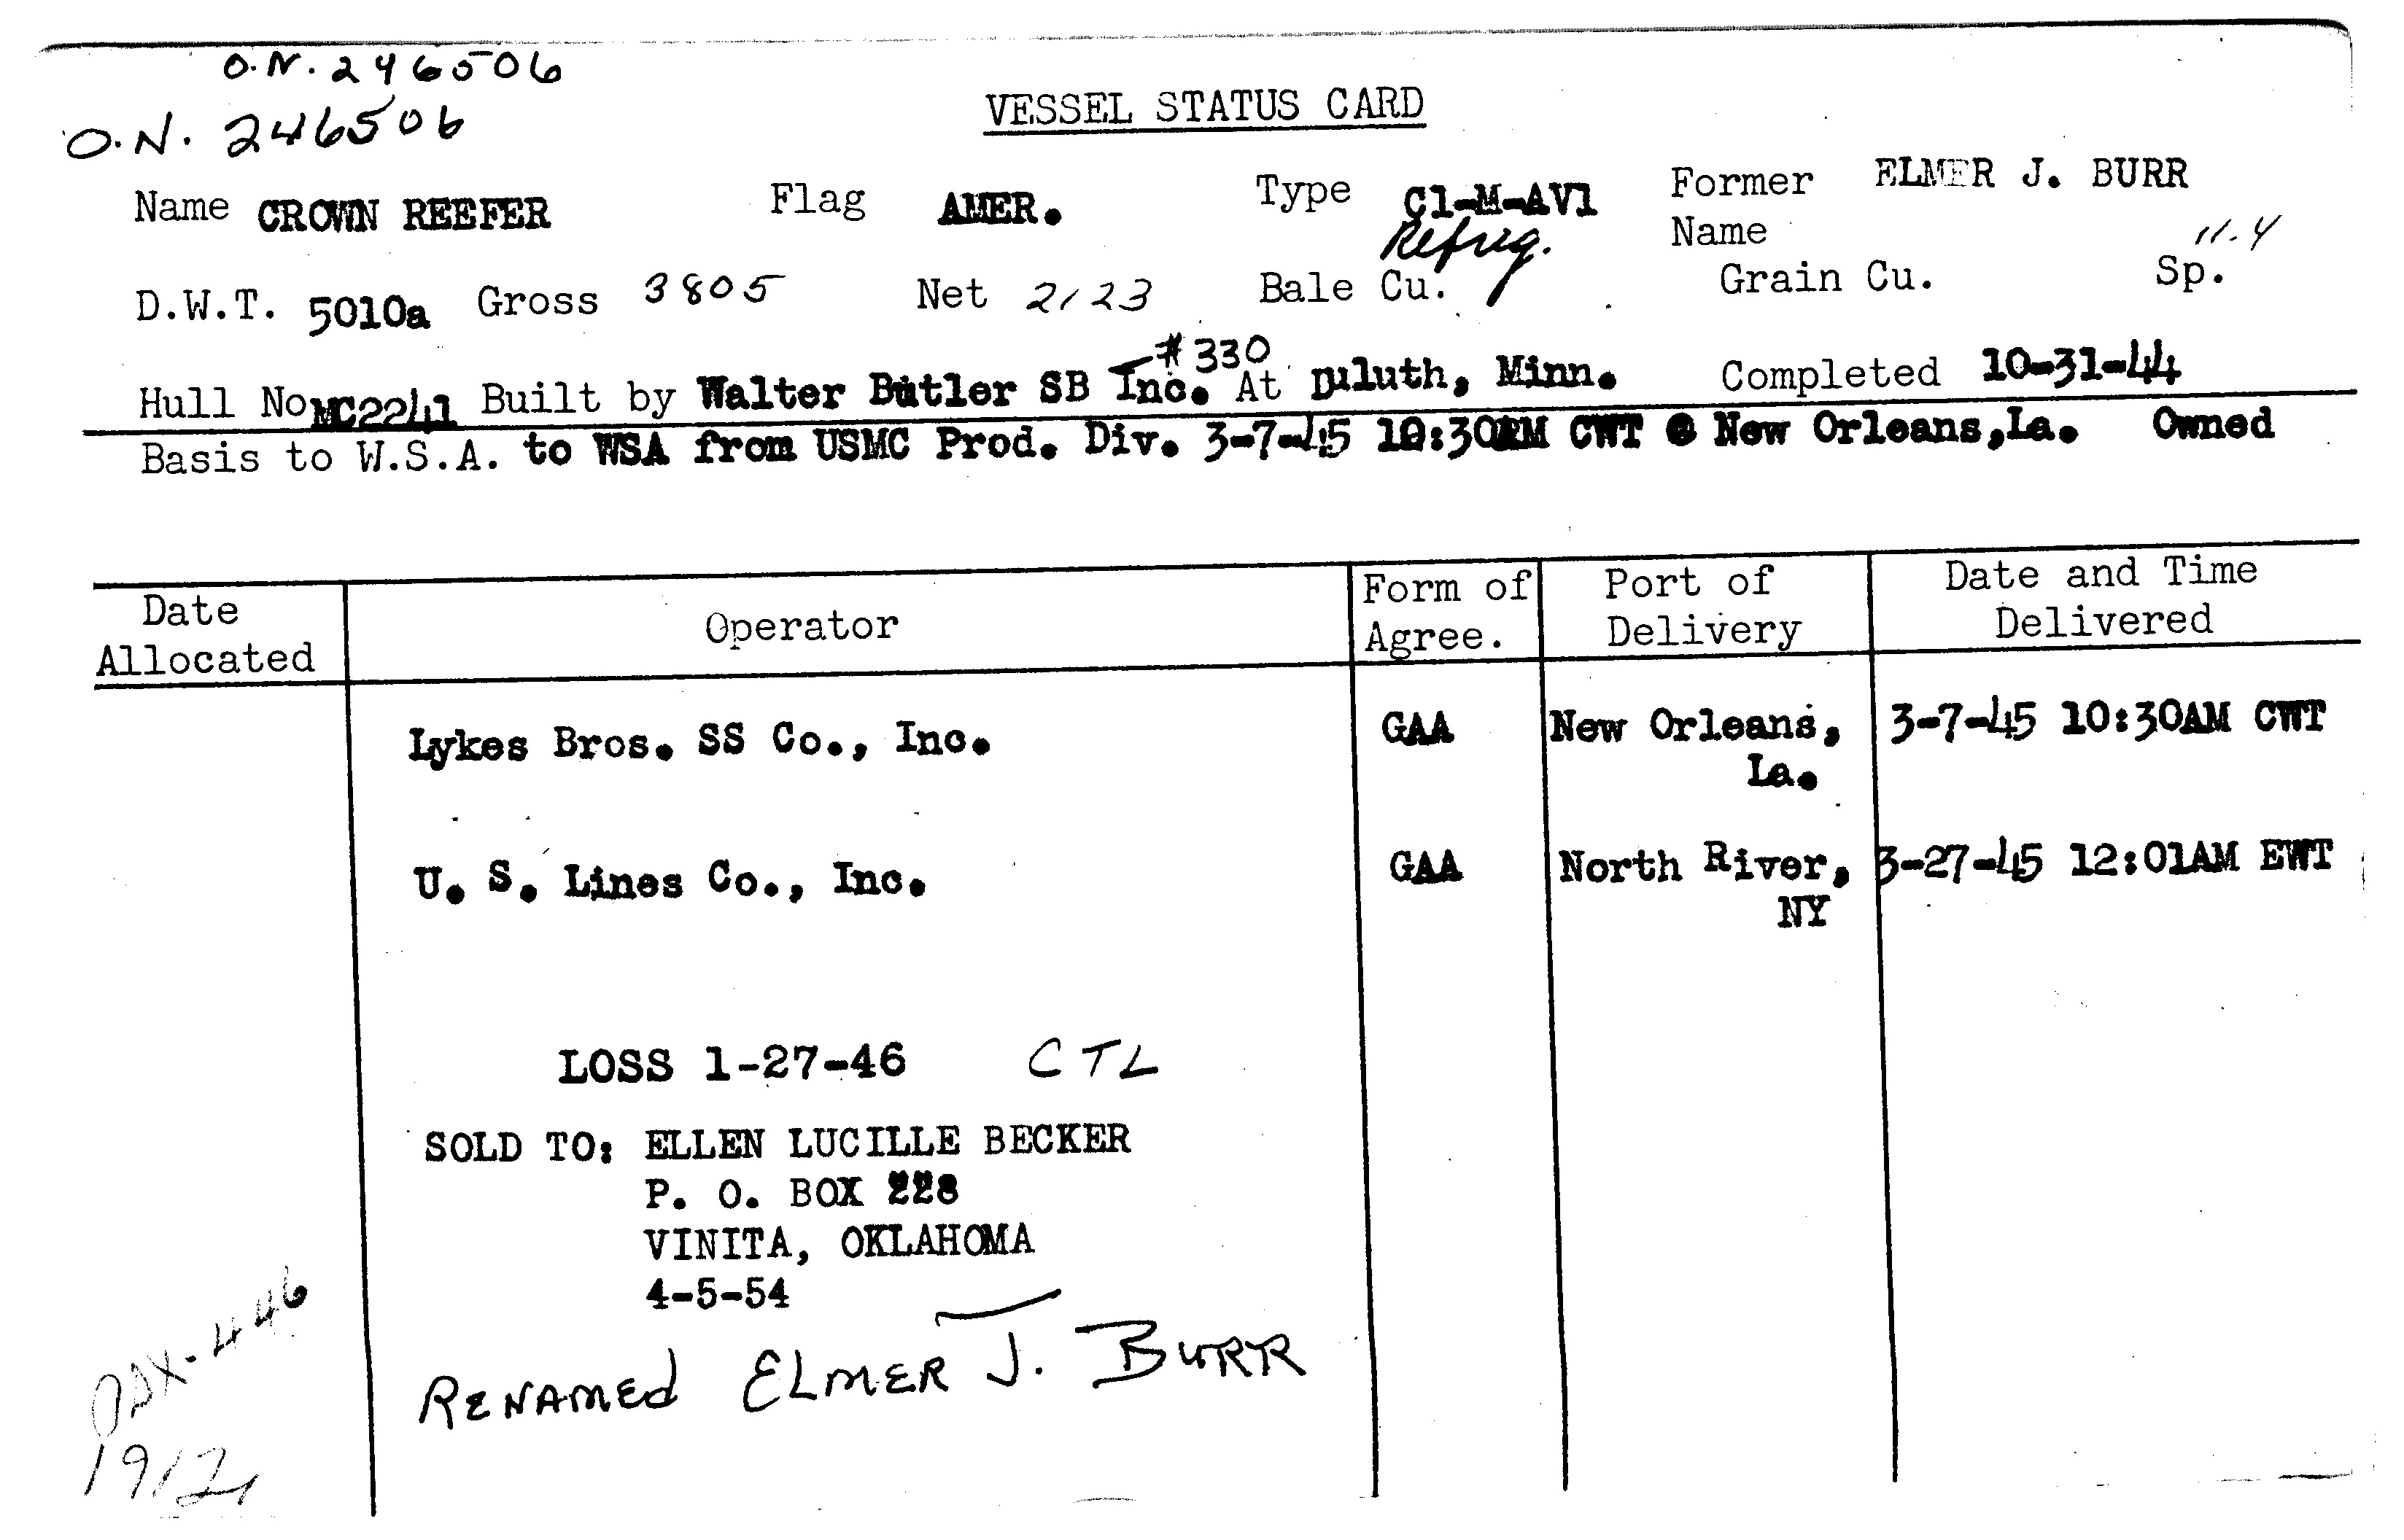 O.N. 246506
O.N. 246506
VESSEL STATUS CARD
Name CROWN REEFER Flag AMER. Type C1-M-AV1 Former ELMER J. BURR
Refrig. Name 11.4
D.W.T. 5010a Gross 3805 Net 2123 Bale Cu. Grain Cu. Sp.
#330
Hull No MC2241 Built by Walter Butler SB Inc. At Duluth, Minn. Completed 10-31-44
Basis to W.S.A. to WSA from USMC Prod. Div. 3-7-45 10:30AM CWT @ New Orleans,La. Owned
Date Allocated Operator Form of Agree. Port of Delivery Date and Time Delivered
Lykes Bros. SS Co., Inc. GAA New Orleans, 3-7-45 10:30AM CWT
La.
U. S. Lines Co., Inc. GAA North River, 3-27-45 12:01AM EWT
NY
LOSS 1-27-46 CTL
SOLD TO: ELLEN LUCILLE BECKER
P. O. BOX 228
VINITA, OKLAHOMA
4-5-54
RENAMED ELMER J. BURR
446
1912